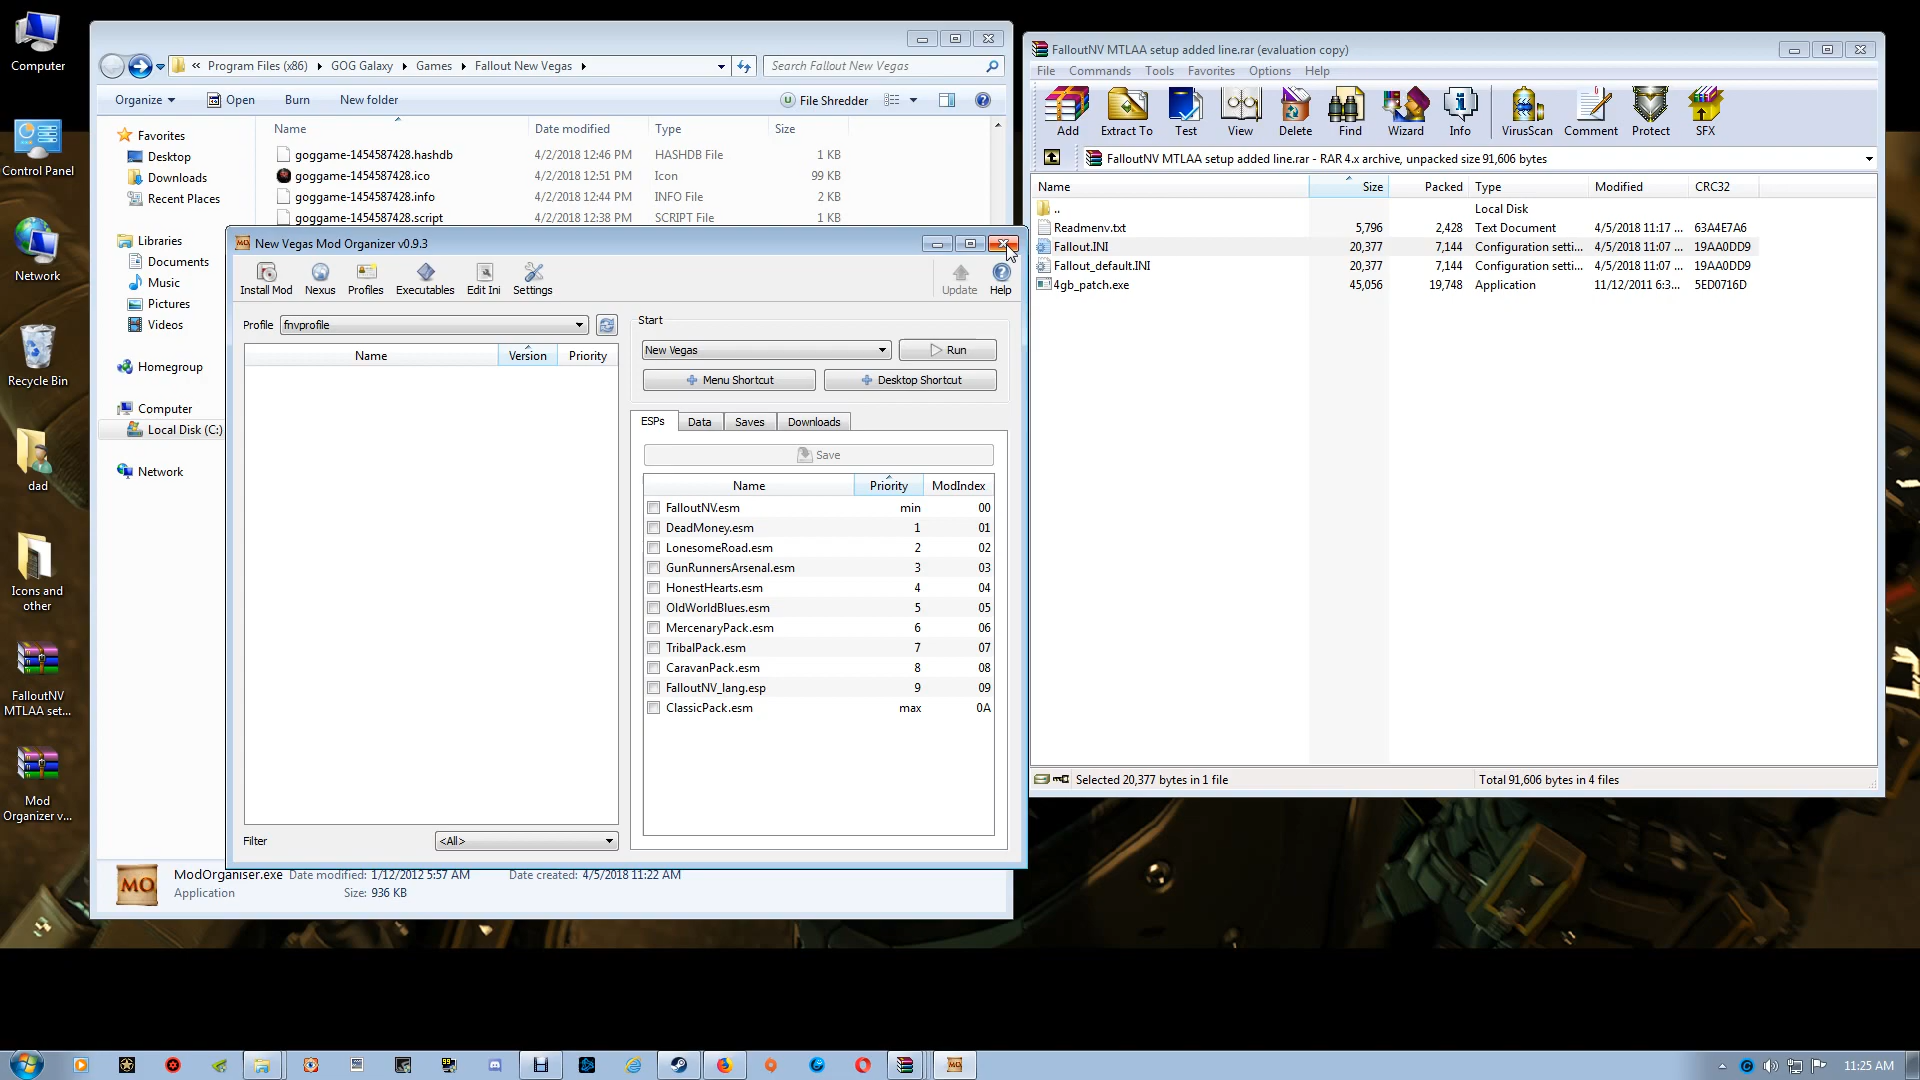 Computer
Control Panel
Network
Recycle Bin
dad
Icons and
other
FalloutNV
MTLAA set...
Mod
Organizer v...
« Program Files (x86) GOG Galaxy Games Fallout New Vegas
Search Fallout New Vegas
Organize Open Burn New folder File Shredder
Favorites
Desktop
Downloads
Recent Places
Libraries
Documents
Music
Pictures
Videos
Homegroup
Computer
Local Disk (C:)
Network
Name Date modified Type Size
goggame-1454587428.hashdb 4/2/2018 12:46 PM HASHDB File 1 KB
goggame-1454587428.ico 4/2/2018 12:51 PM Icon 99 KB
goggame-1454587428.info 4/2/2018 12:44 PM INFO File 2 KB
goggame-1454587428.script 4/2/2018 12:38 PM SCRIPT File 1 KB
New Vegas Mod Organizer v0.9.3
Install Mod Nexus Profiles Executables Edit Ini Settings Update Help
Profile fnvprofile
Name Version Priority
Filter <All>
Start
New Vegas Run
Menu Shortcut Desktop Shortcut
ESPs Data Saves Downloads
Save
Name Priority ModIndex
FalloutNV.esm min 00
DeadMoney.esm 1 01
LonesomeRoad.esm 2 02
GunRunnersArsenal.esm 3 03
HonestHearts.esm 4 04
OldWorldBlues.esm 5 05
MercenaryPack.esm 6 06
TribalPack.esm 7 07
CaravanPack.esm 8 08
FalloutNV_lang.esp 9 09
ClassicPack.esm max 0A
MO
ModOrganiser.exe Date modified: 1/12/2012 5:57 AM Date created: 4/5/2018 11:22 AM
Application Size: 936 KB
FalloutNV MTLAA setup added line.rar (evaluation copy)
File Commands Tools Favorites Options Help
Add Extract To Test View Delete Find Wizard Info VirusScan Comment Protect SFX
FalloutNV MTLAA setup added line.rar - RAR 4.x archive, unpacked size 91,606 bytes
Name Size Packed Type Modified CRC32
.. Local Disk
Readmenv.txt 5,796 2,428 Text Document 4/5/2018 11:17 ... 63A4E7A6
Fallout.INI 20,377 7,144 Configuration setti... 4/5/2018 11:07 ... 19AA0DD9
Fallout_default.INI 20,377 7,144 Configuration setti... 4/5/2018 11:07 ... 19AA0DD9
4gb_patch.exe 45,056 19,748 Application 11/12/2011 6:3... 5ED0716D
Selected 20,377 bytes in 1 file Total 91,606 bytes in 4 files
11:25 AM